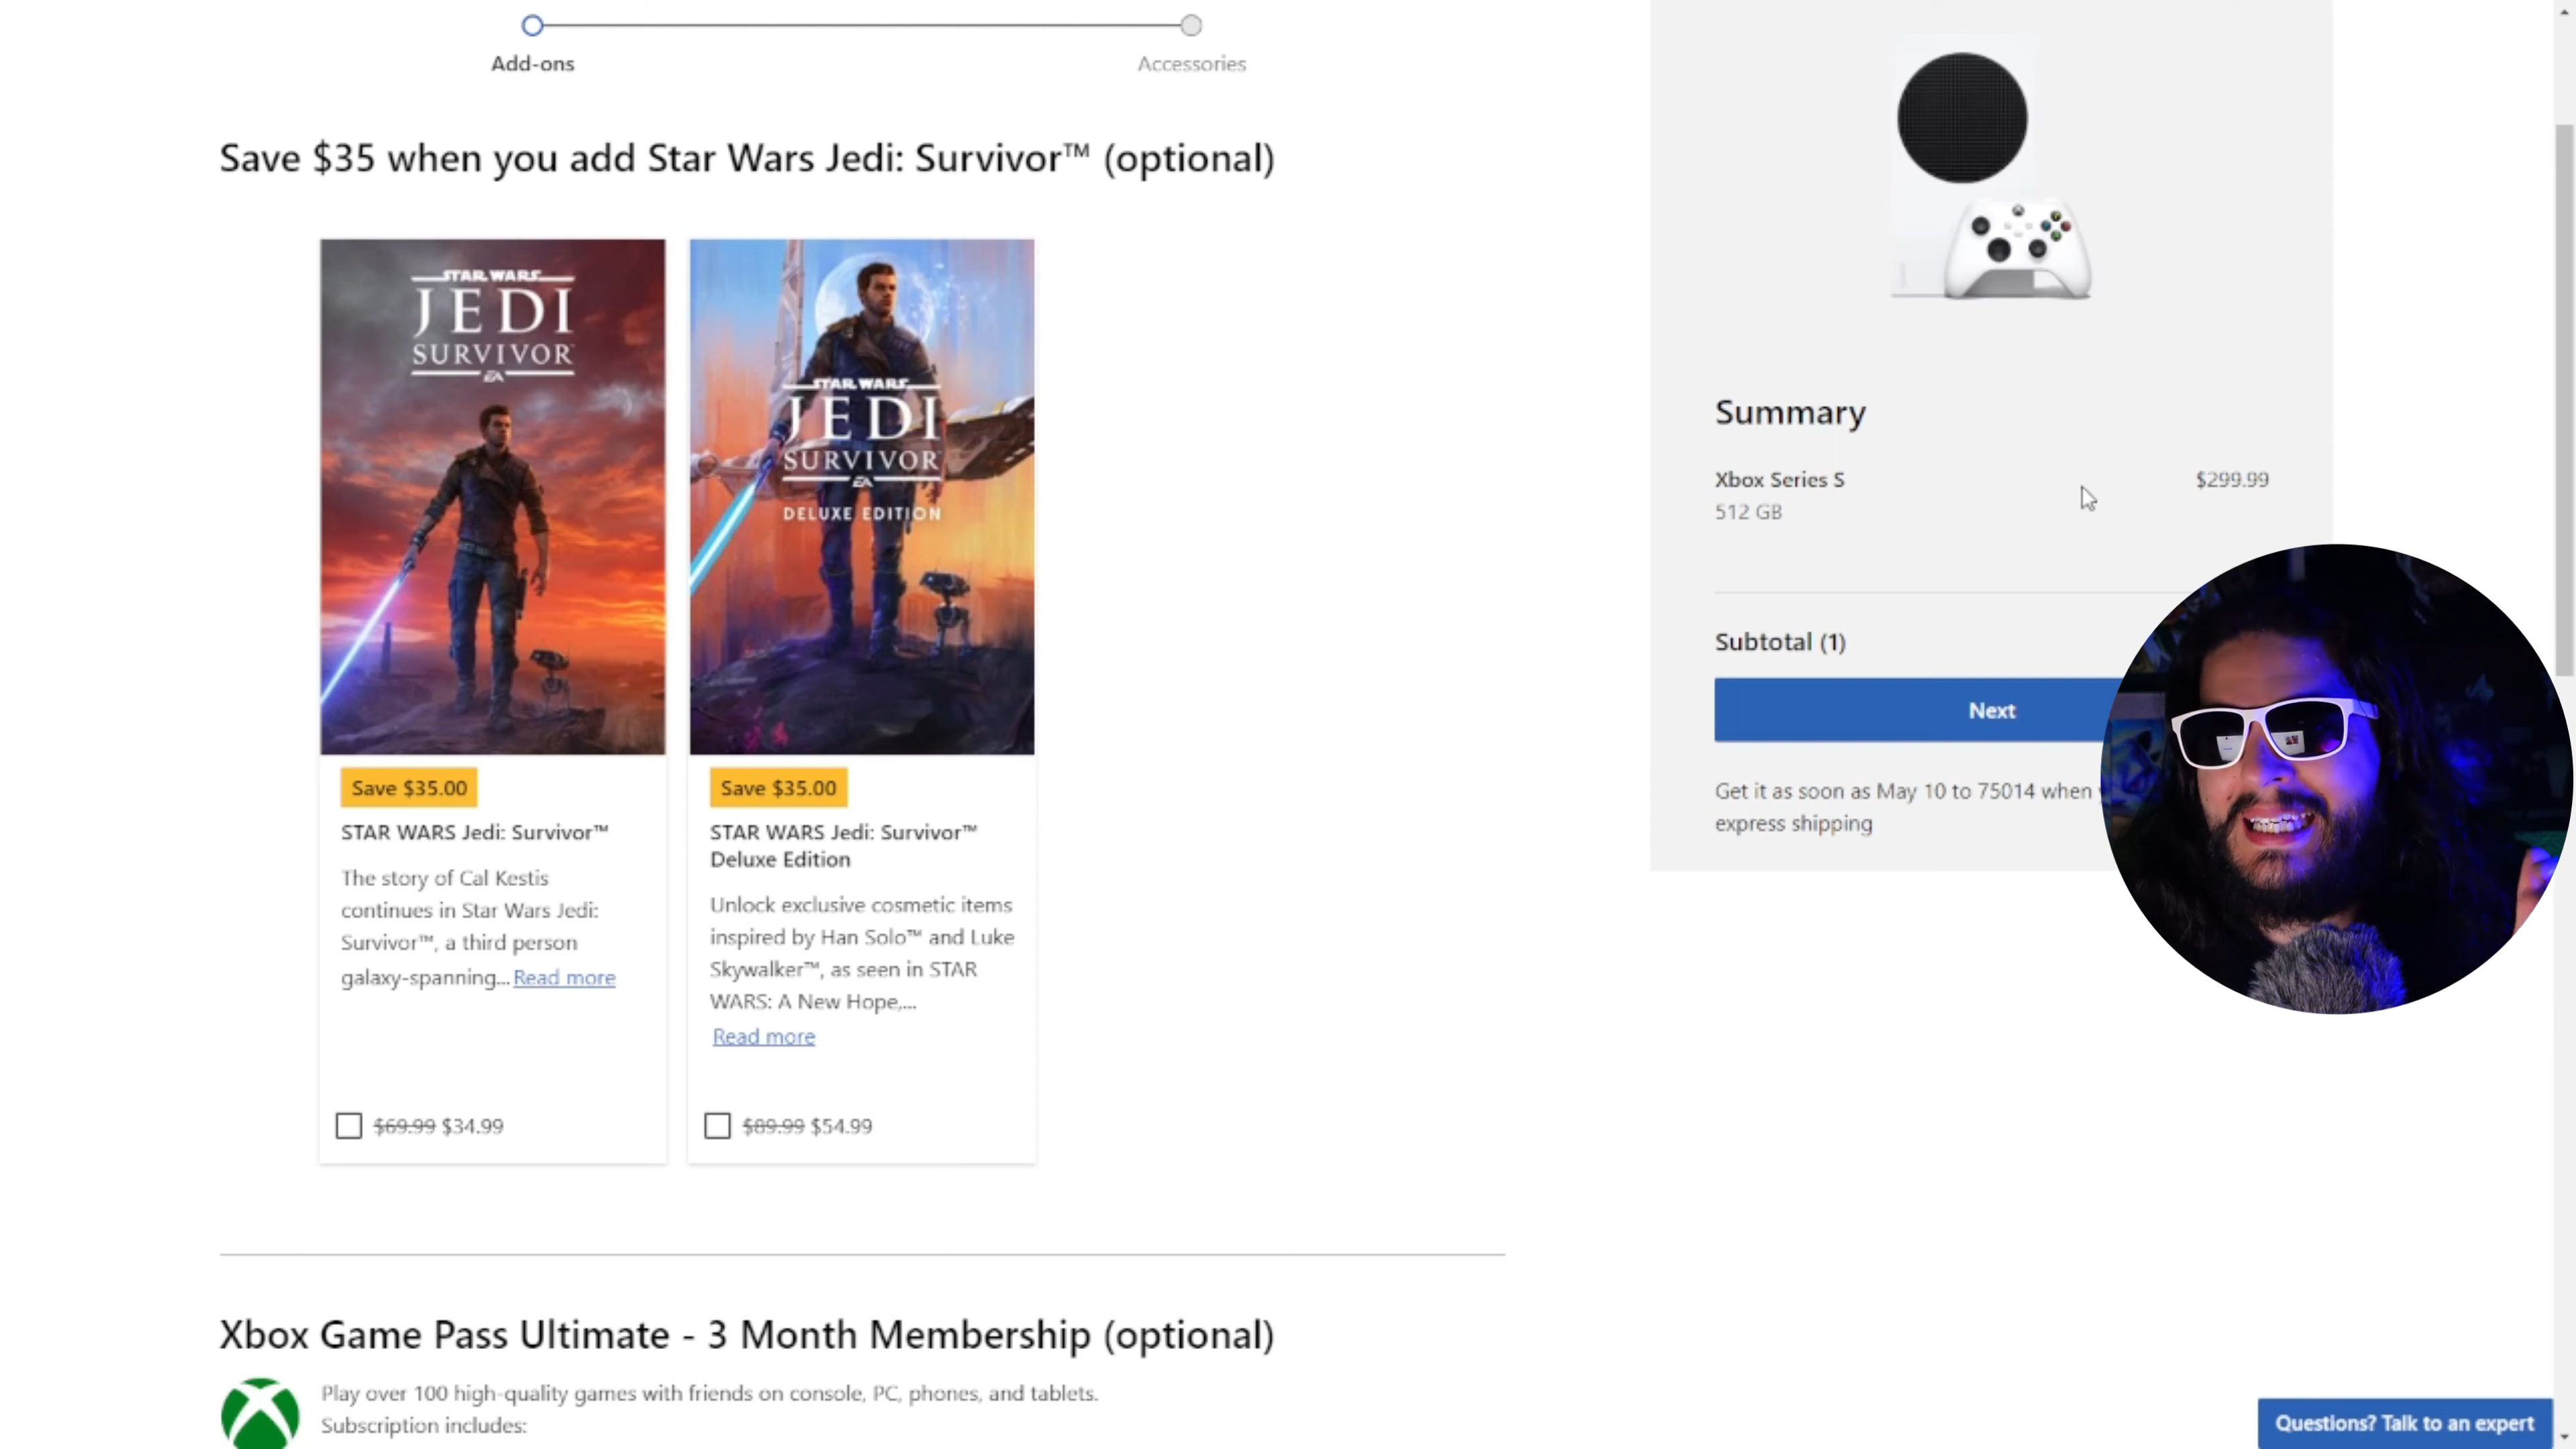 Add-ons
Accessories
Save $35 when you add Star Wars Jedi: Survivor™ (optional)
STAR WARS
JEDI
SURVIVOR
EA
STAR WARS
JEDI
SURVIVOR
EA
DELUXE EDITION
Save $35.00
STAR WARS Jedi: Survivor™
The story of Cal Kestis
continues in Star Wars Jedi:
Survivor™, a third person
galaxy-spanning... Read more
$69.99 $34.99
Save $35.00
STAR WARS Jedi: Survivor™
Deluxe Edition
Unlock exclusive cosmetic items
inspired by Han Solo™ and Luke
Skywalker™, as seen in STAR
WARS: A New Hope,...
Read more
$89.99 $54.99
Xbox Game Pass Ultimate - 3 Month Membership (optional)
Play over 100 high-quality games with friends on console, PC, phones, and tablets.
Subscription includes:
Summary
Xbox Series S $299.99
512 GB
Subtotal (1)
Next
Get it as soon as May 10 to 75014 when
express shipping
Questions? Talk to an expert